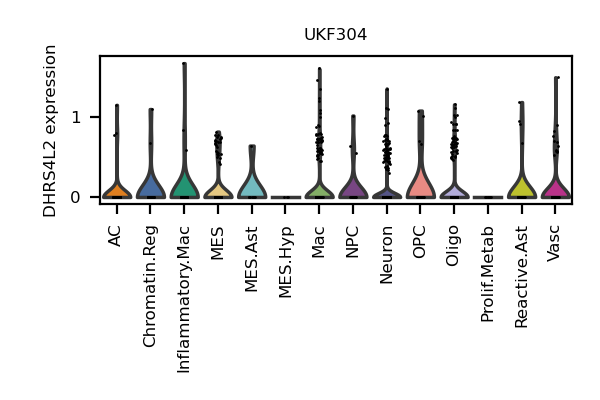 UKF304
DHRS4L2 expression
1
0
AC
Chromatin.Reg
Inflammatory.Mac
MES
MES.Ast
MES.Hyp
Mac
NPC
Neuron
OPC
Oligo
Prolif.Metab
Reactive.Ast
Vasc